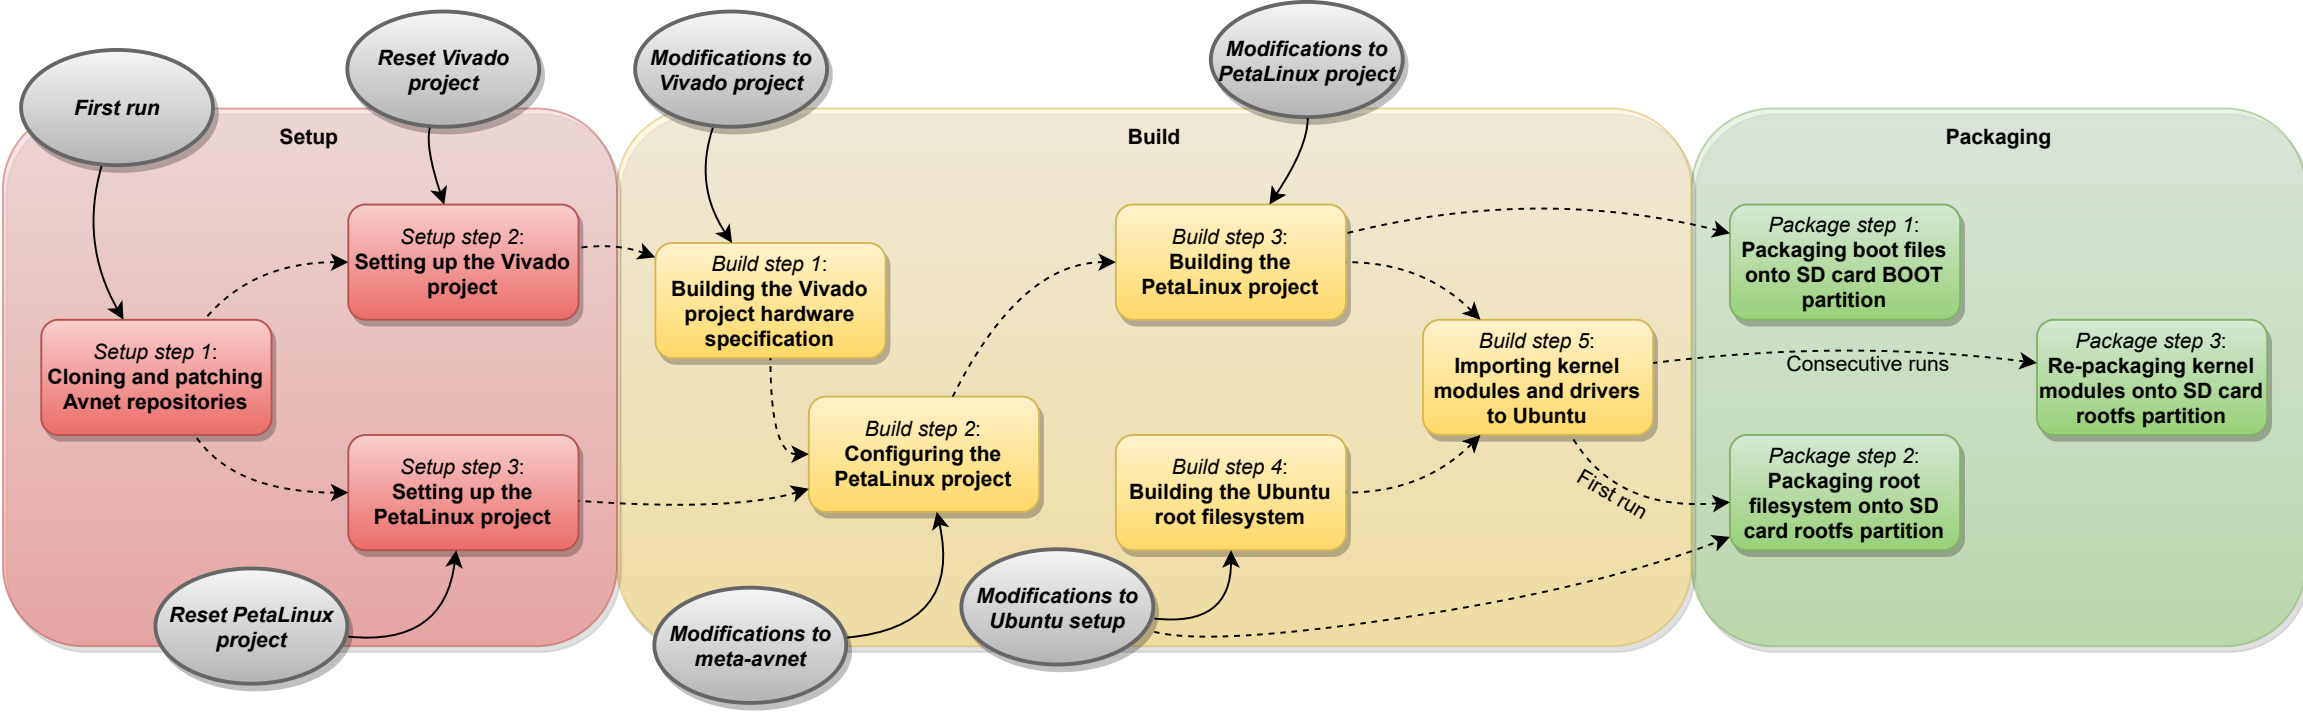 First run
Reset Vivado
project
Modifications to
Vivado project
Modifications to
PetaLinux project
Setup
Build
Packaging
Setup step 1:
Cloning and patching
Avnet repositories
Setup step 2:
Setting up the Vivado
project
Setup step 3:
Setting up the
PetaLinux project
Reset PetaLinux
project
Build step 1:
Building the Vivado
project hardware
specification
Build step 2:
Configuring the
PetaLinux project
Modifications to
meta-avnet
Build step 3:
Building the
PetaLinux project
Build step 4:
Building the Ubuntu
root filesystem
Modifications to
Ubuntu setup
Build step 5:
Importing kernel
modules and drivers
to Ubuntu
Consecutive runs
First run
Package step 1:
Packaging boot files
onto SD card BOOT
partition
Package step 2:
Packaging root
filesystem onto SD
card rootfs partition
Package step 3:
Re-packaging kernel
modules onto SD card
rootfs partition